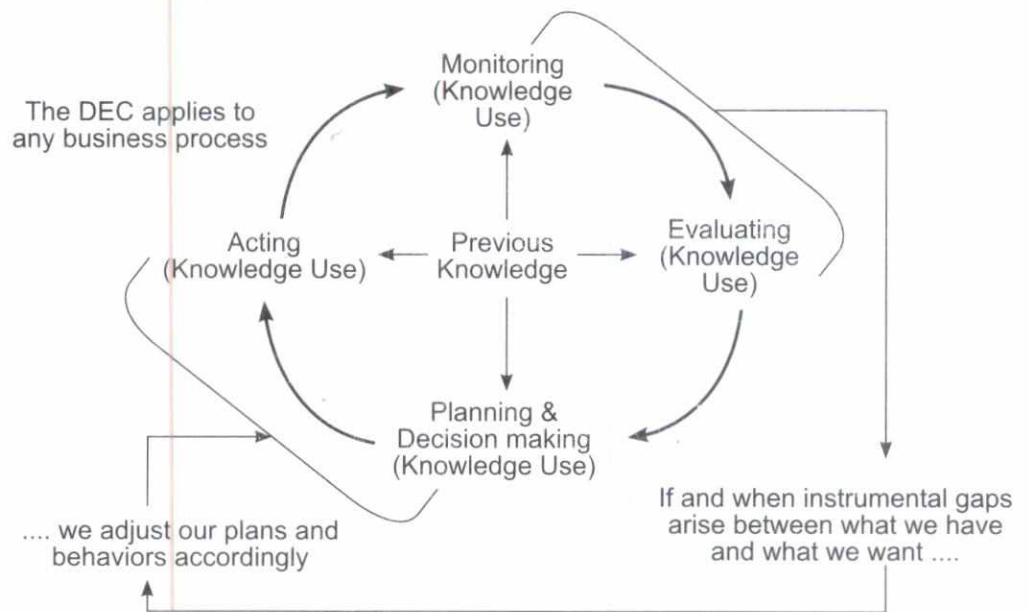 Monitoring
(Knowledge
Use)
The DEC applies to
any business process
Acting
(Knowledge Use)
Previous
Knowledge
Evaluating
(Knowledge
Use)
Planning &
Decision making
(Knowledge Use)
.... we adjust our plans and
behaviors accordingly
If and when instrumental gaps
arise between what we have
and what we want ....